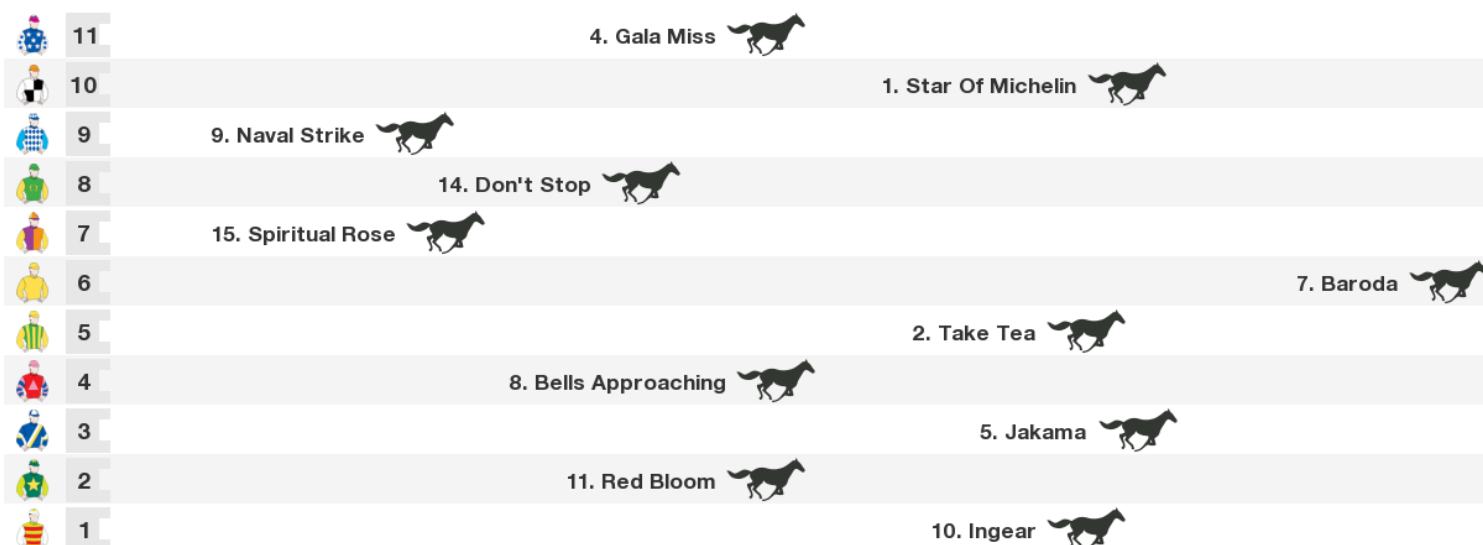 11 4. Gala Miss
10 1. Star Of Michelin
9 9. Naval Strike
8 14. Don't Stop
7 15. Spiritual Rose
6 7. Baroda
5 2. Take Tea
4 8. Bells Approaching
3 5. Jakama
2 11. Red Bloom
1 10. Ingear